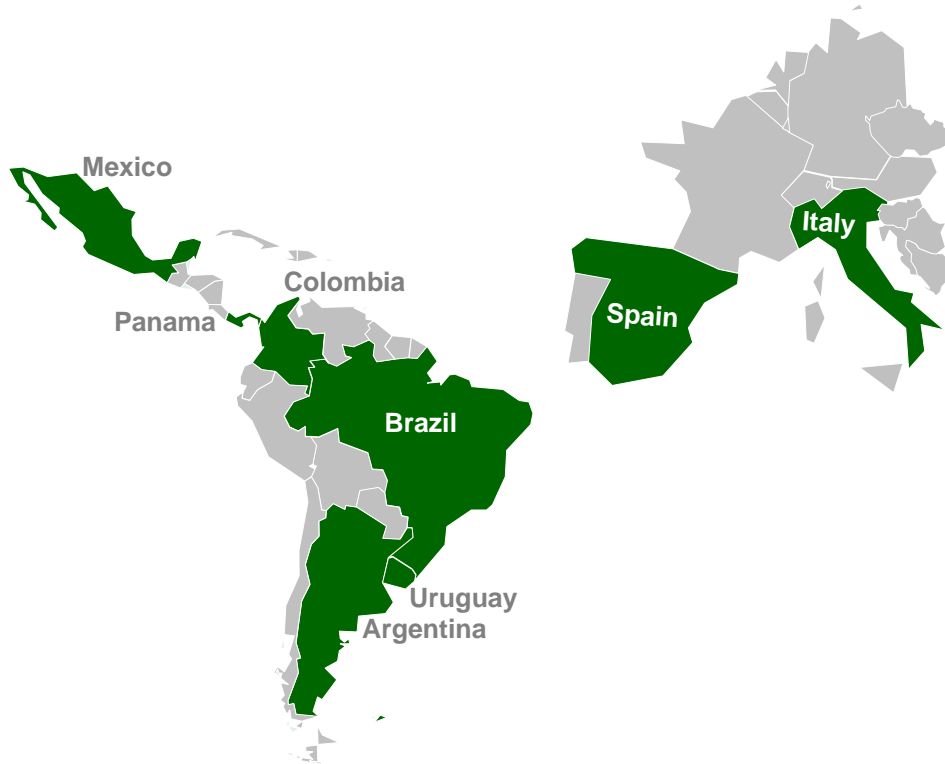 Mexico
Italy
Colombia
Panama
Spain
Brazil
Uruguay
Argentina